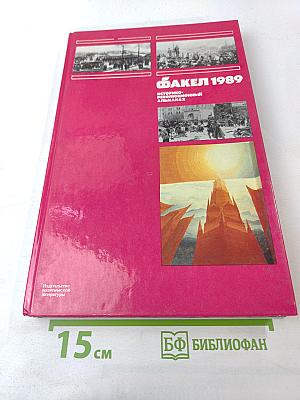 ФАКЕЛ 1989
ИСТОРИКО-
РЕВОЛЮЦИОННЫЙ
АЛЬМАНАХ
Издательство
политической
литературы
15 см
БФ БИБЛИОФАН